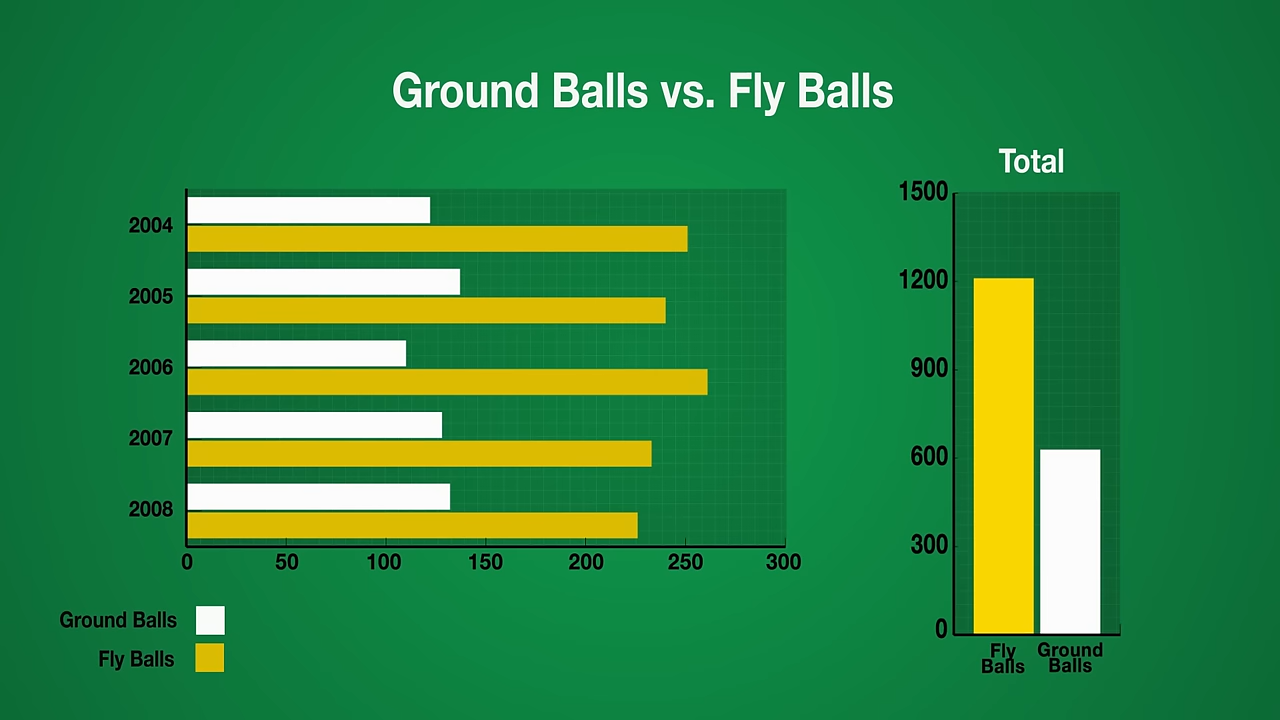 Ground Balls vs. Fly Balls
Total
2004
2005
2006
2007
2008
0 50 100 150 200 250 300
Ground Balls
Fly Balls
1500
1200
900
600
300
0
Fly
Balls
Ground
Balls